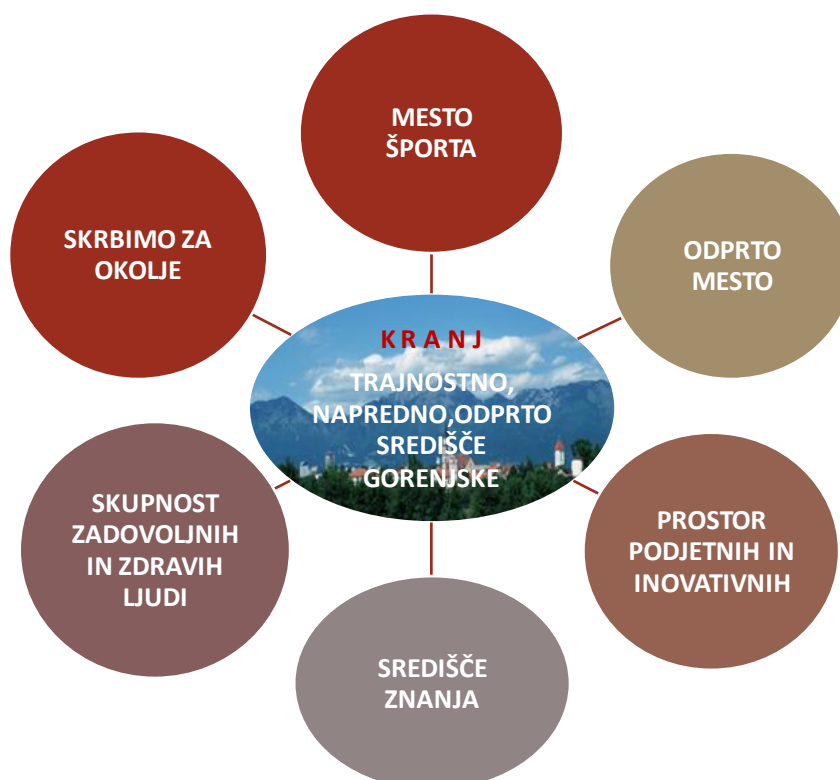 MESTO
ŠPORTA
SKRBIMO ZA
OKOLJE
ODPRTO
MESTO
K R A N J
TRAJNOSTNO,
NAPREDNO,ODPRTO
SREDIŠČE
GORENJSKE
SKUPNOST
ZADOVOLJNIH
IN ZDRAVIH
LJUDI
PROSTOR
PODJETNIH IN
INOVATIVNIH
SREDIŠČE
ZNANJA